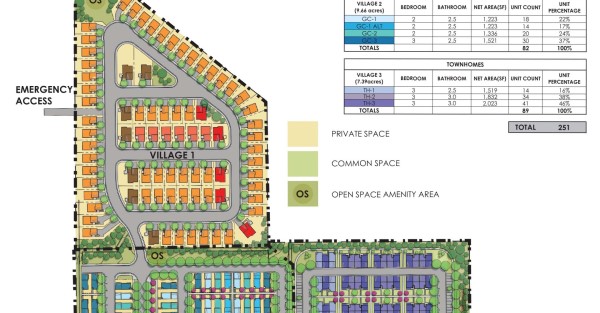 OS
VILLAGE 2 (9.66 acres) BEDROOM BATHROOM NET AREA(SF) UNIT COUNT UNIT PERCENTAGE
GC-1 2 2.5 1,223 18 22%
GC-1 ALT 2 2.5 1,223 14 17%
GC-2 2 2.5 1,336 20 24%
GC-3 3 2.5 1,521 30 37%
TOTALS 82 100%
TOWNHOMES
VILLAGE 3 (7.39acres) BEDROOM BATHROOM NET AREA(SF) UNIT COUNT UNIT PERCENTAGE
TH-1 3 2.5 1,519 14 16%
TH-2 3 3.0 1,832 34 38%
TH-3 3 3.0 2,023 41 46%
TOTALS 89 100%
TOTAL 251
EMERGENCY
ACCESS
VILLAGE 1
PRIVATE SPACE
COMMON SPACE
OS OPEN SPACE AMENITY AREA
OS